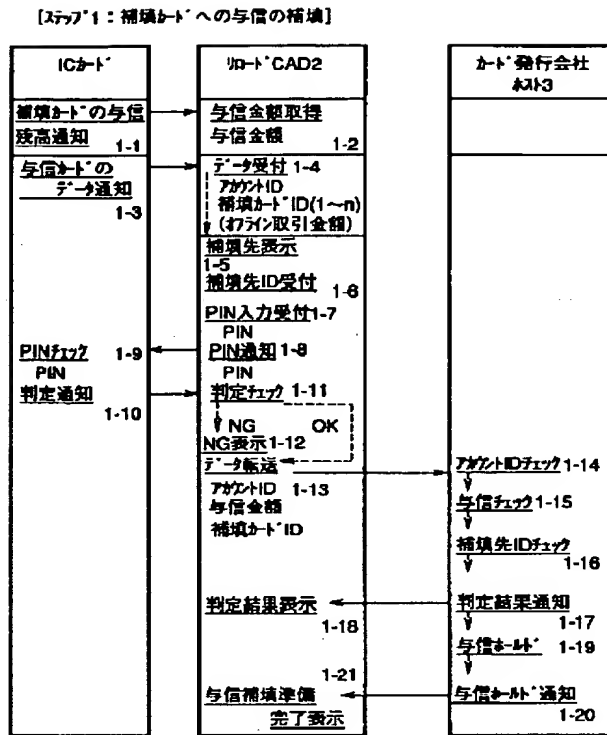 [ｽﾃｯﾌﾟ1：補填ｶｰﾄﾞへの与信の補填]
ICｶｰﾄﾞ
ﾘﾛｰﾄﾞCAD2
ｶｰﾄﾞ発行会社
ﾎｽﾄ3
補填ｶｰﾄﾞの与信
残高通知
1-1
与信金額取得
与信金額
1-2
与信ｶｰﾄﾞの
ﾃﾞｰﾀ通知
1-3
ﾃﾞｰﾀ受付 1-4
ｱｶｳﾝﾄID
補填ｶｰﾄﾞID(1～n)
(ｵﾌﾗｲﾝ取引金額)
補填先表示
1-5
補填先ID受付
1-6
PIN入力受付1-7
PIN
PINﾁｪｯｸ 1-9
PIN
PIN通知 1-8
PIN
判定通知
1-10
判定ﾁｪｯｸ 1-11
NG OK
NG表示 1-12
ﾃﾞｰﾀ転送
ｱｶｳﾝﾄID 1-13
与信金額
補填ｶｰﾄﾞID
ｱｶｳﾝﾄIDﾁｪｯｸ 1-14
与信ﾁｪｯｸ 1-15
補填先IDﾁｪｯｸ
1-16
判定結果表示
1-18
判定結果通知
1-17
与信ﾎｰﾙﾄﾞ 1-19
1-21
与信補填準備
完了表示
与信ﾎｰﾙﾄﾞ通知
1-20